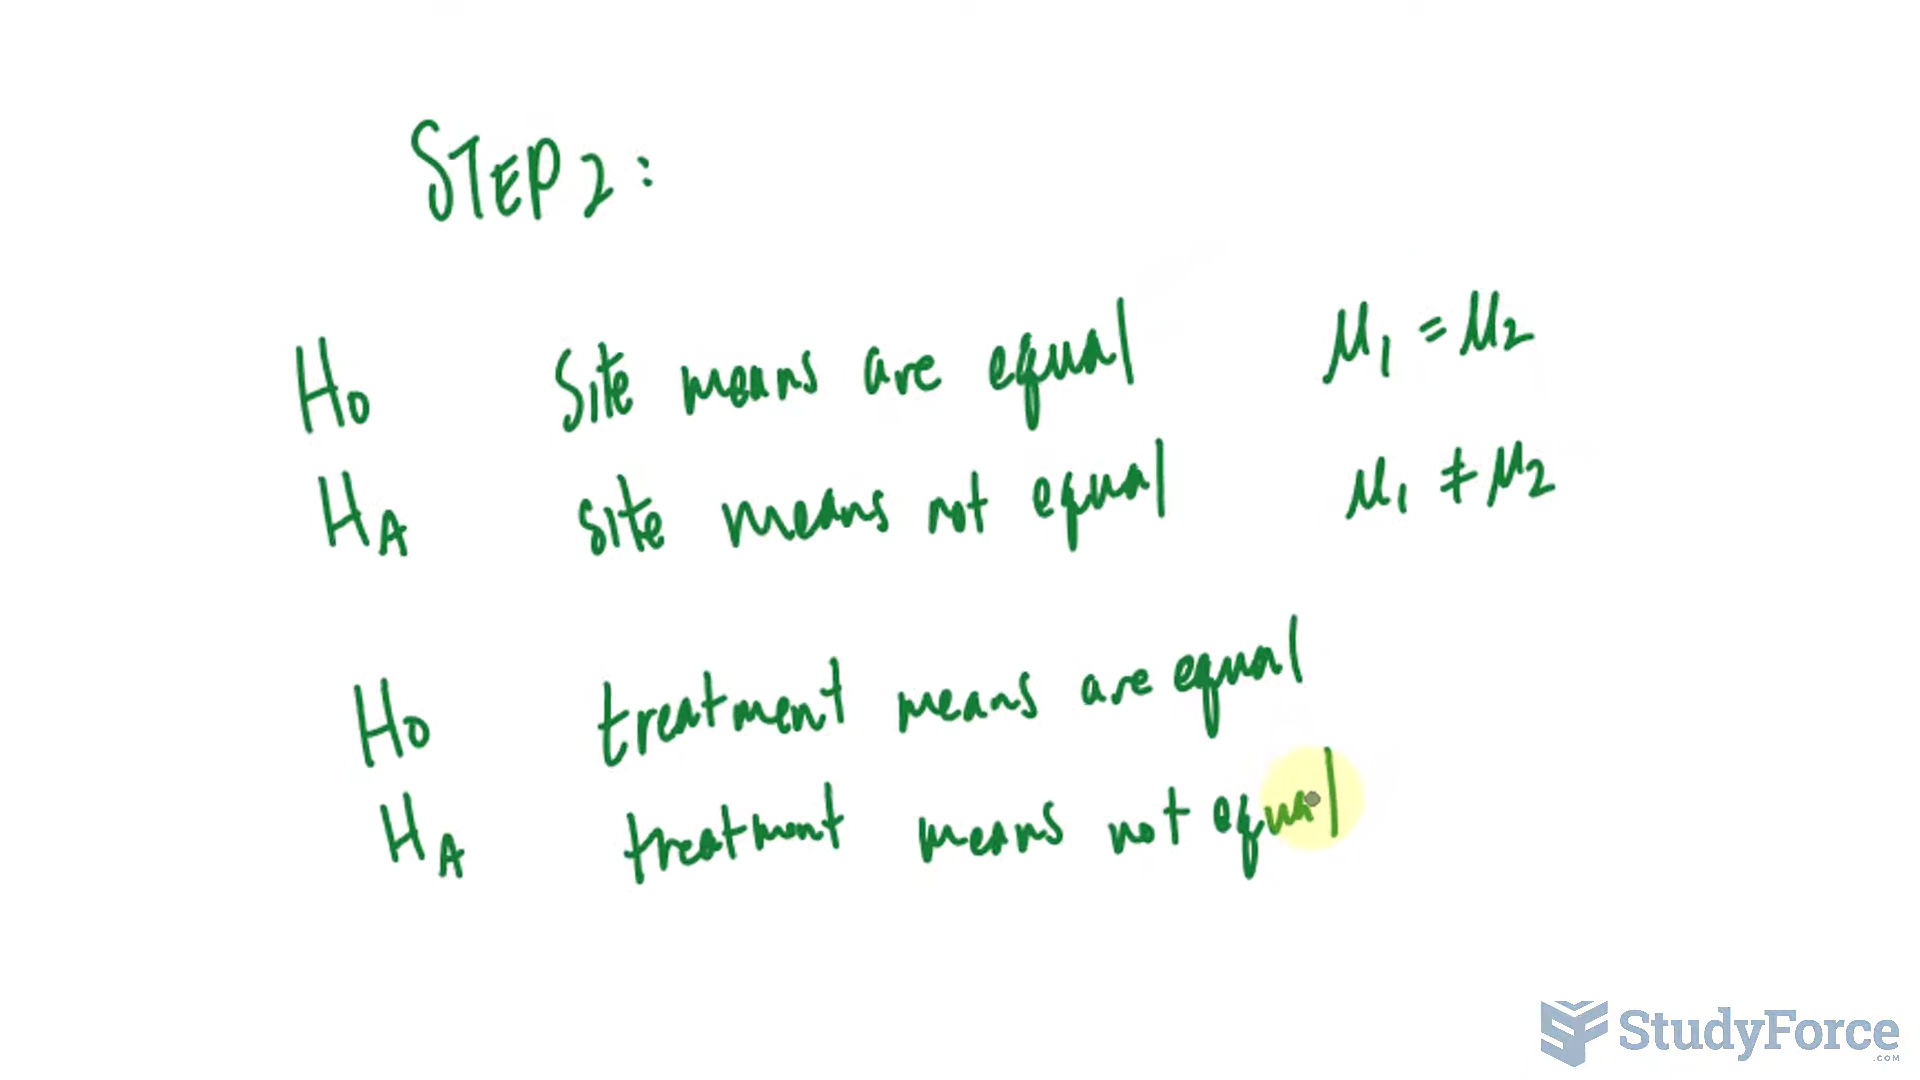 STEP 2:
H0 Site means are equal μ1 = μ2
HA site means not equal μ1 ≠ μ2
H0 treatment means are equal
HA treatment means not equal
StudyForce
.COM